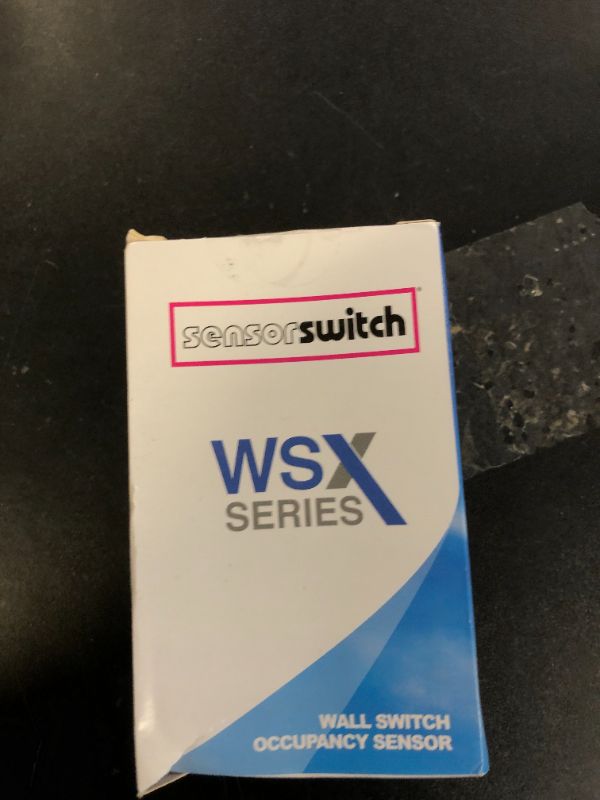 sensorswitch®
WSX
SERIES
WALL SWITCH
OCCUPANCY SENSOR